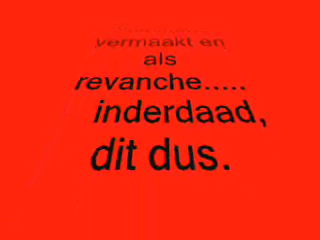 vermaakt en
als
revanche.....
inderdaad,
dit dus.